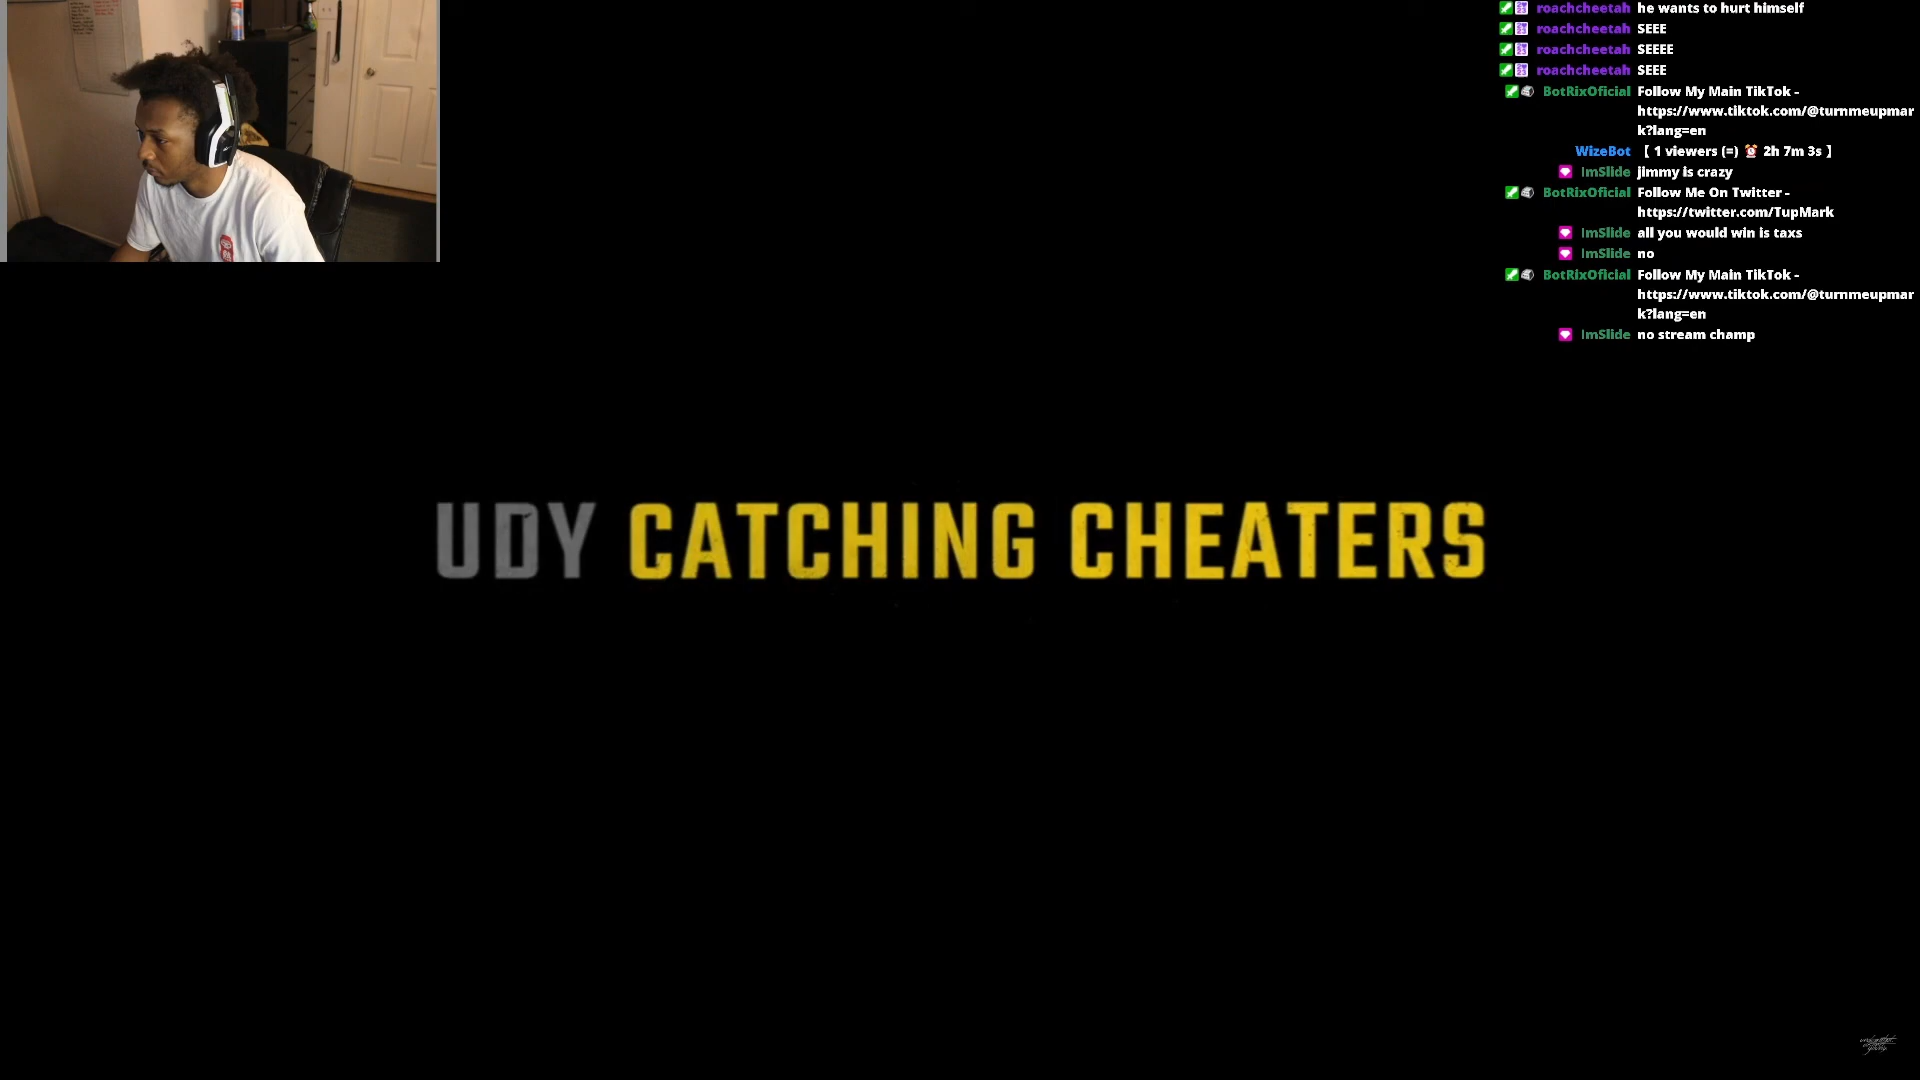 roachcheetah he wants to hurt himself
roachcheetah SEEE
roachcheetah SEEEE
roachcheetah SEEE
BotRixOficial Follow My Main TikTok -
https://www.tiktok.com/@turnmeupmar
k?lang=en
WizeBot 【 1 viewers (=) ⏰ 2h 7m 3s 】
ImSlide jimmy is crazy
BotRixOficial Follow Me On Twitter -
https://twitter.com/TupMark
ImSlide all you would win is taxs
ImSlide no
BotRixOficial Follow My Main TikTok -
https://www.tiktok.com/@turnmeupmar
k?lang=en
ImSlide no stream champ
UDY CATCHING CHEATERS